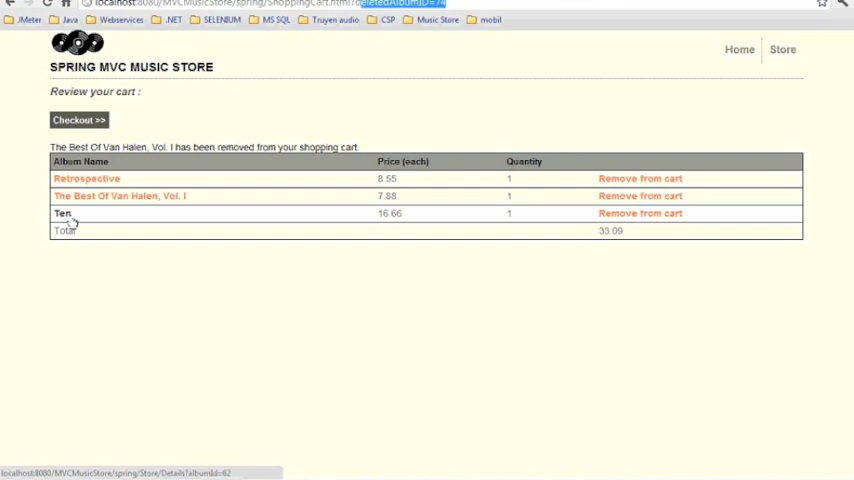 localhost:8080/MVCMusicStore/spring/ShoppingCart.html?deletedAlbumID=74
JMeter Java Webservices .NET SELENIUM MS SQL Truyen audio CSP Music Store mobil
SPRING MVC MUSIC STORE
Home Store
Review your cart :
Checkout >>
The Best Of Van Halen, Vol. I has been removed from your shopping cart.
Album Name Price (each) Quantity
Retrospective 8.55 1 Remove from cart
The Best Of Van Halen, Vol. I 7.88 1 Remove from cart
Ten 16.66 1 Remove from cart
Total 33.09
localhost:8080/MVCMusicStore/spring/Store/Details?albumId=62